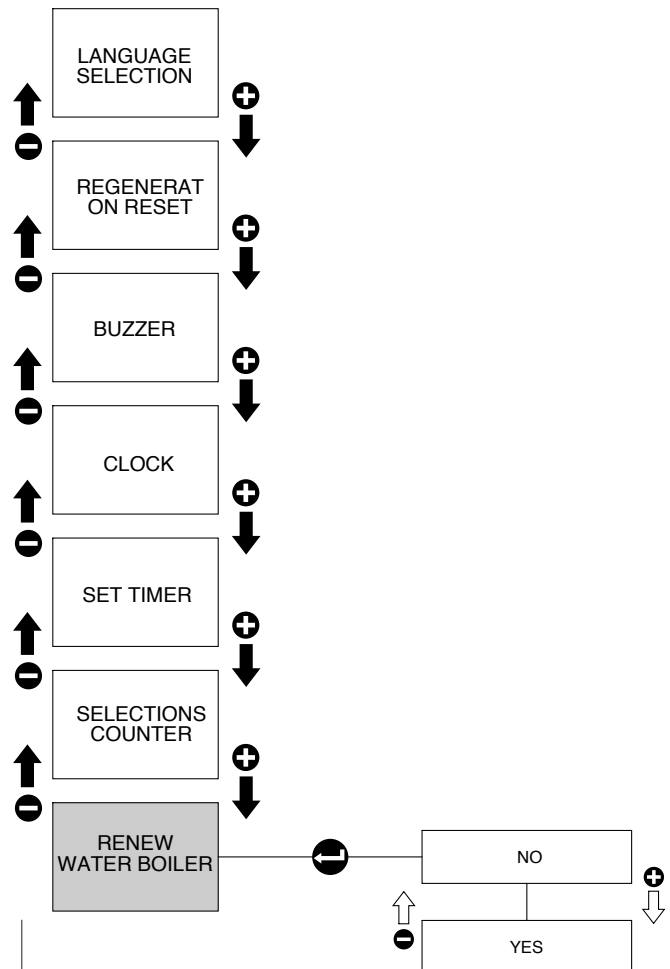 LANGUAGE
SELECTION
REGENERAT
ON RESET
BUZZER
CLOCK
SET TIMER
SELECTIONS
COUNTER
RENEW
WATER BOILER
NO
YES